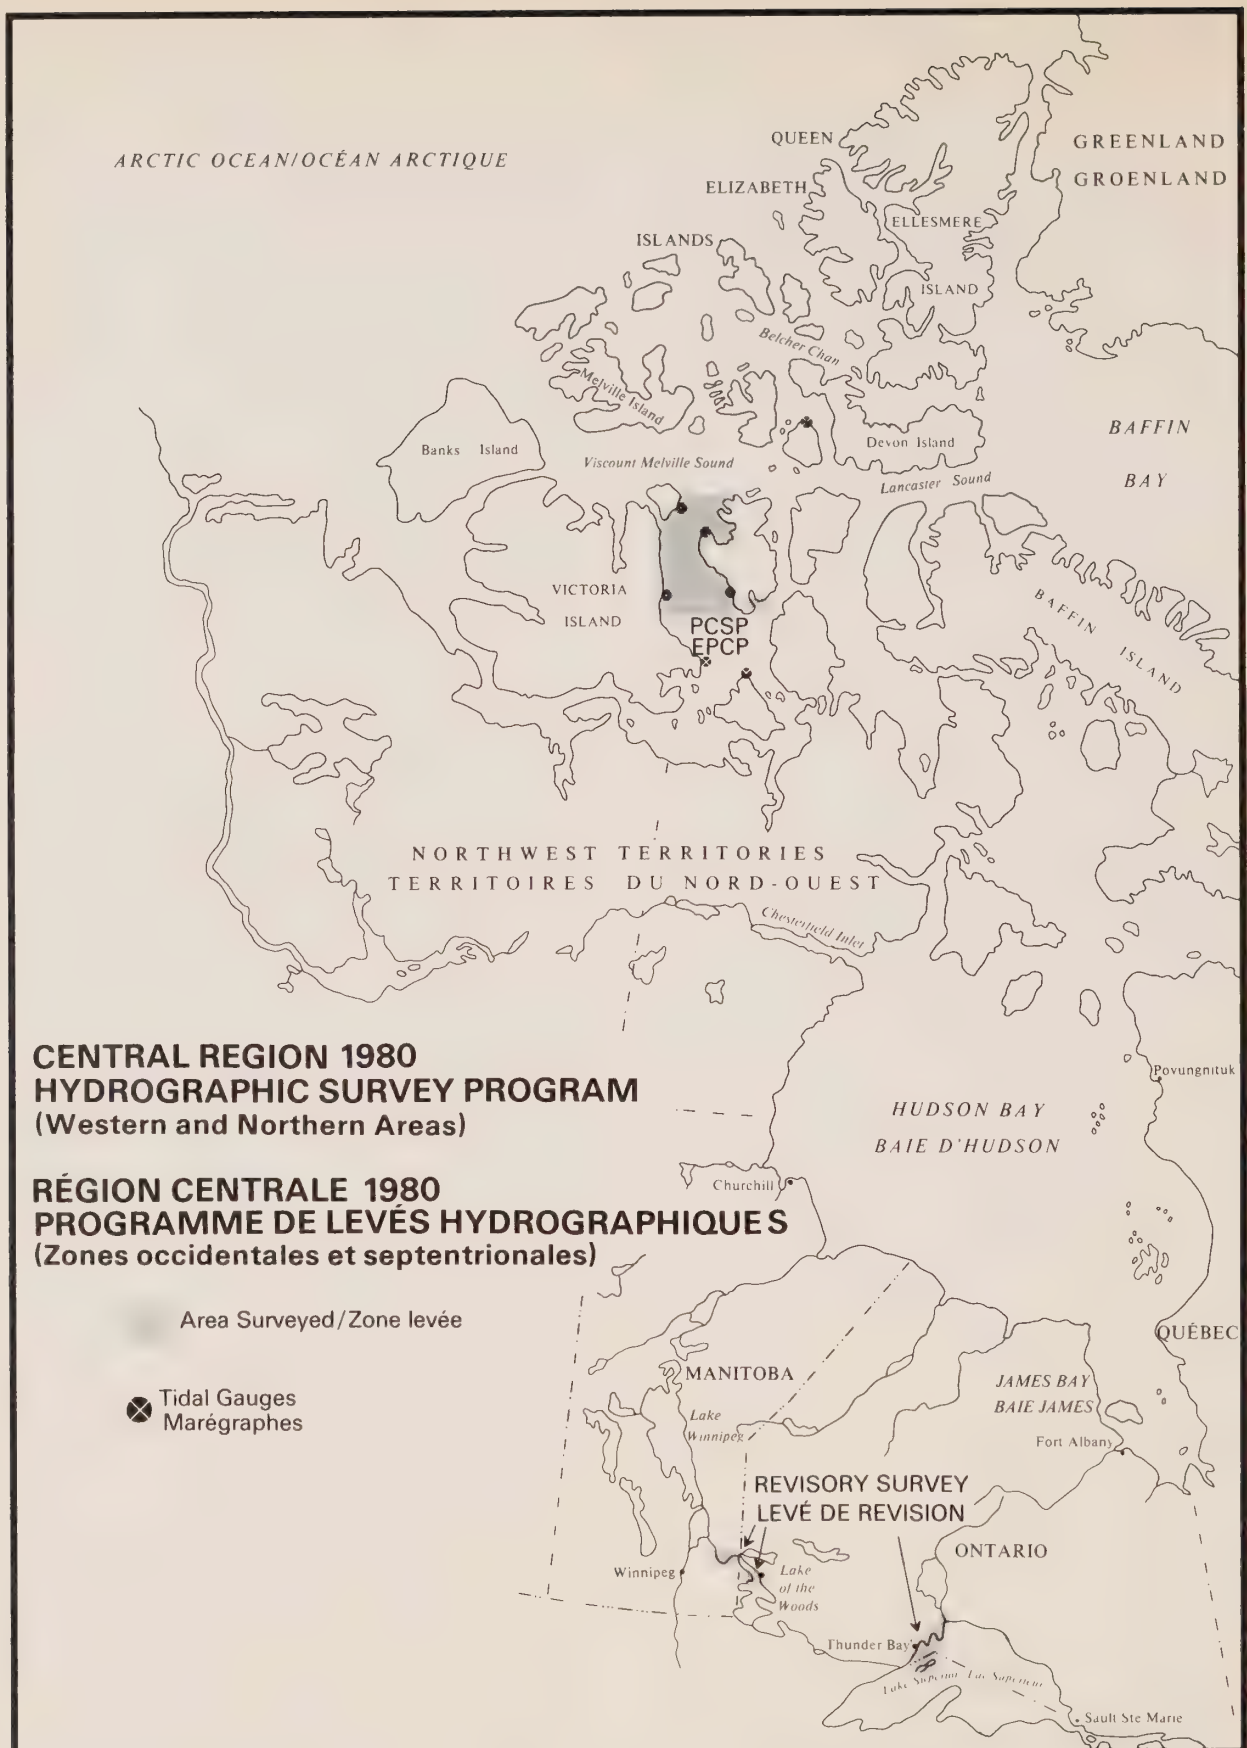 ARCTIC OCEAN/OCÉAN ARCTIQUE
QUEEN
ELIZABETH
ISLANDS
GREENLAND
GROENLAND
ELLESMERE
ISLAND
Belcher Chan
Melville Island
Banks Island
Viscount Melville Sound
Devon Island
Lancaster Sound
BAFFIN
BAY
VICTORIA
ISLAND
PCSP
EPCP
BAFFIN
ISLAND
NORTHWEST TERRITORIES
TERRITOIRES DU NORD-OUEST
Chesterfield Inlet
CENTRAL REGION 1980
HYDROGRAPHIC SURVEY PROGRAM
(Western and Northern Areas)
RÉGION CENTRALE 1980
PROGRAMME DE LEVÉS HYDROGRAPHIQUES
(Zones occidentales et septentrionales)
Area Surveyed/Zone levée
Tidal Gauges
Marégraphes
Povungnituk
HUDSON BAY
BAIE D'HUDSON
Churchill
QUÉBEC
MANITOBA
JAMES BAY
BAIE JAMES
Lake
Winnipeg
Fort Albany
REVISORY SURVEY
LEVÉ DE REVISION
ONTARIO
Winnipeg
Lake
of the
Woods
Thunder Bay
Lake Superior Lac Supérieur
Sault Ste Marie